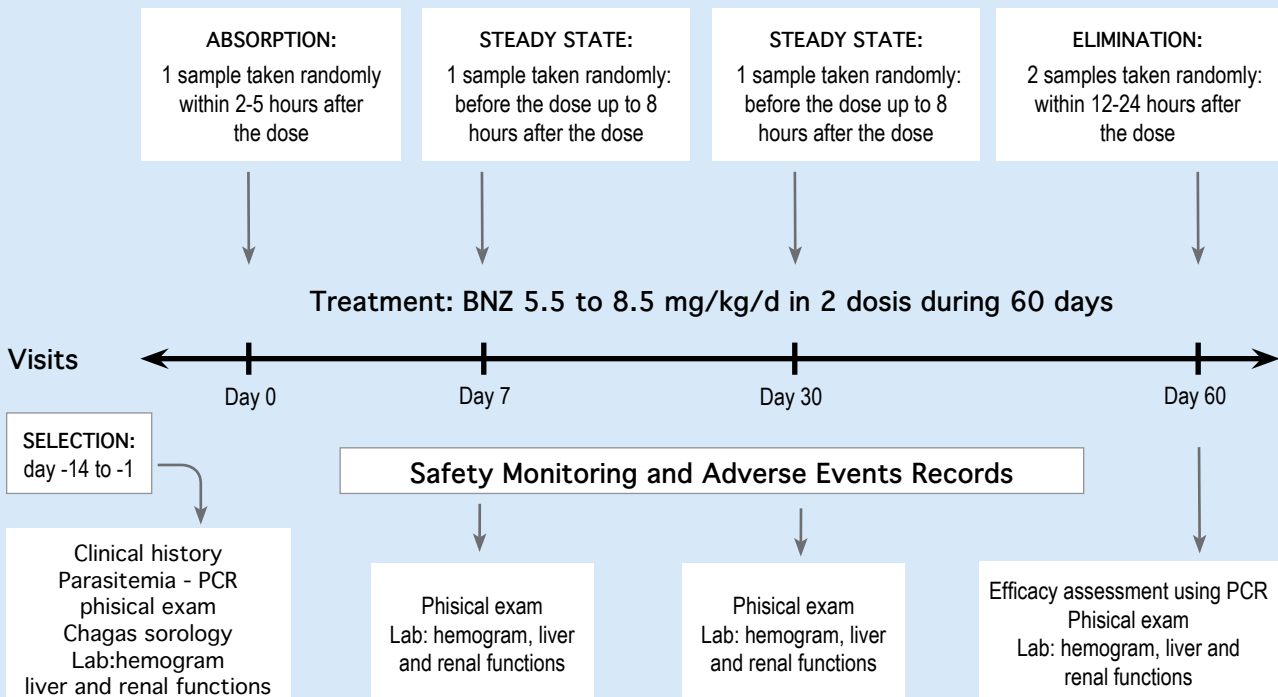 ABSORPTION:
1 sample taken randomly
within 2-5 hours after
the dose
STEADY STATE:
1 sample taken randomly:
before the dose up to 8
hours after the dose
STEADY STATE:
1 sample taken randomly:
before the dose up to 8
hours after the dose
ELIMINATION:
2 samples taken randomly:
within 12-24 hours after
the dose
Treatment: BNZ 5.5 to 8.5 mg/kg/d in 2 dosis during 60 days
Visits
Day 0
Day 7
Day 30
Day 60
SELECTION:
day -14 to -1
Safety Monitoring and Adverse Events Records
Clinical history
Parasitemia - PCR
phisical exam
Chagas sorology
Lab:hemogram
liver and renal functions
Phisical exam
Lab: hemogram, liver
and renal functions
Phisical exam
Lab: hemogram, liver
and renal functions
Efficacy assessment using PCR
Phisical exam
Lab: hemogram, liver and
renal functions